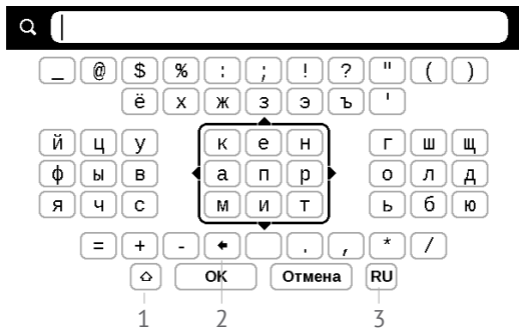 _ @ $ % : ; ! ? " ( )
ё х ж з э ъ '
й ц у к е н г ш щ
ф ы в а п р о л д
я ч с м и т ь б ю
= + - . , * /
OK Отмена RU
1 2 3